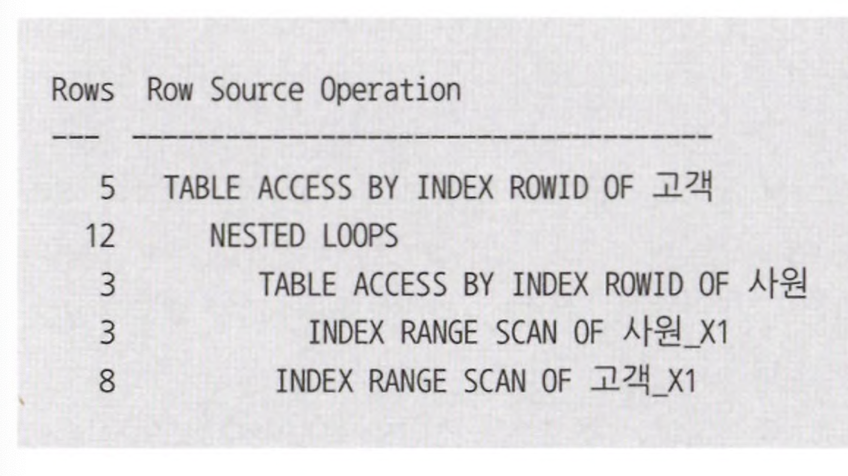 Rows  Row Source Operation
---  -------------------------------------
5  TABLE ACCESS BY INDEX ROWID OF 고객
12  NESTED LOOPS
3  TABLE ACCESS BY INDEX ROWID OF 사원
3  INDEX RANGE SCAN OF 사원_X1
8  INDEX RANGE SCAN OF 고객_X1